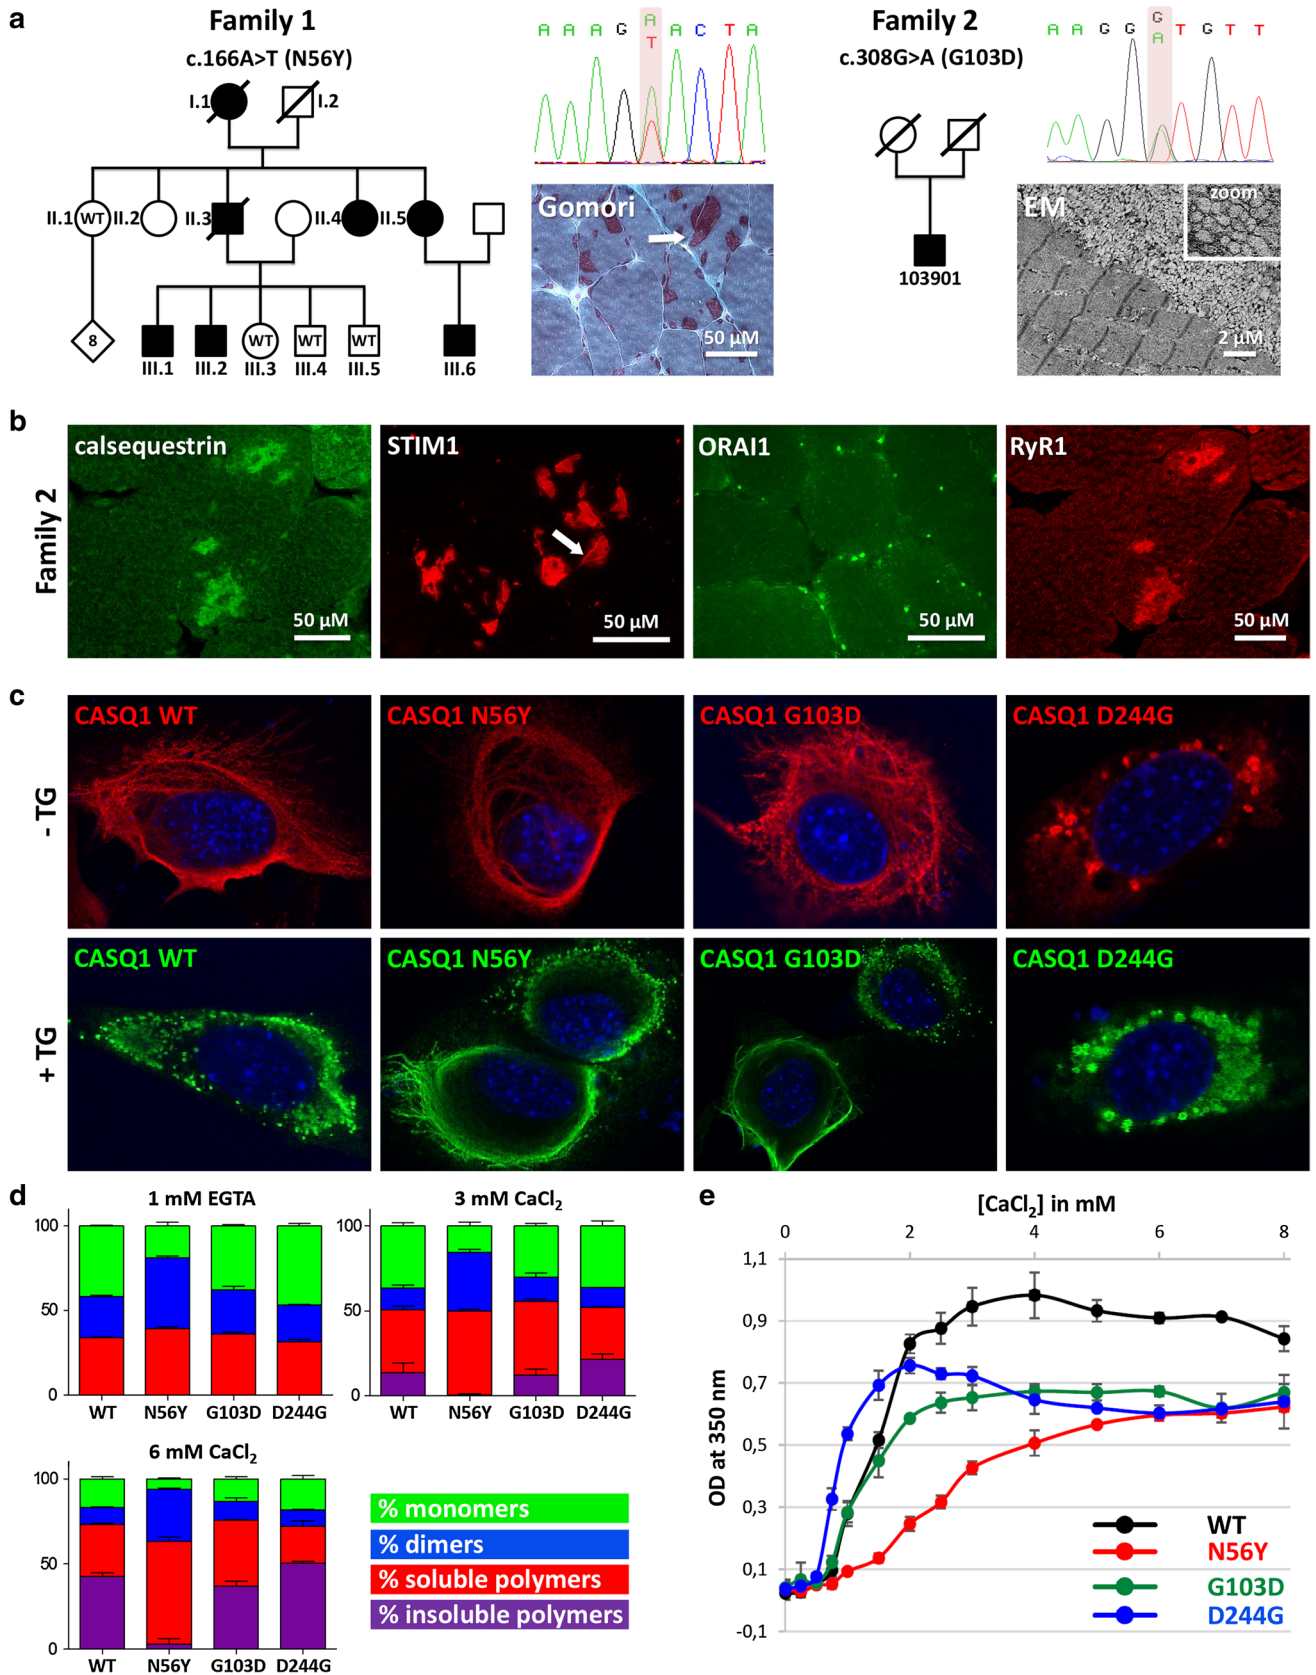 a
Family 1
c.166A>T (N56Y)
I.1
I.2
II.1
WT
II.2
II.3
II.4
II.5
8
WT
WT
WT
III.1
III.2
III.3
III.4
III.5
III.6
A A A G A A C T A
T
Gomori
50 µM
Family 2
c.308G>A (G103D)
103901
A A G G G T G T T
A
EM
zoom
2 µM
b
Family 2
calsequestrin
50 µM
STIM1
50 µM
ORAI1
50 µM
RyR1
50 µM
c
- TG
CASQ1 WT
CASQ1 N56Y
CASQ1 G103D
CASQ1 D244G
+ TG
CASQ1 WT
CASQ1 N56Y
CASQ1 G103D
CASQ1 D244G
d
1 mM EGTA
100
50
0
WT N56Y G103D D244G
3 mM CaCl2
100
50
0
WT N56Y G103D D244G
6 mM CaCl2
100
50
0
WT N56Y G103D D244G
% monomers
% dimers
% soluble polymers
% insoluble polymers
e
[CaCl2] in mM
0 2 4 6 8
OD at 350 nm
1,1
0,9
0,7
0,5
0,3
0,1
-0,1
WT
N56Y
G103D
D244G